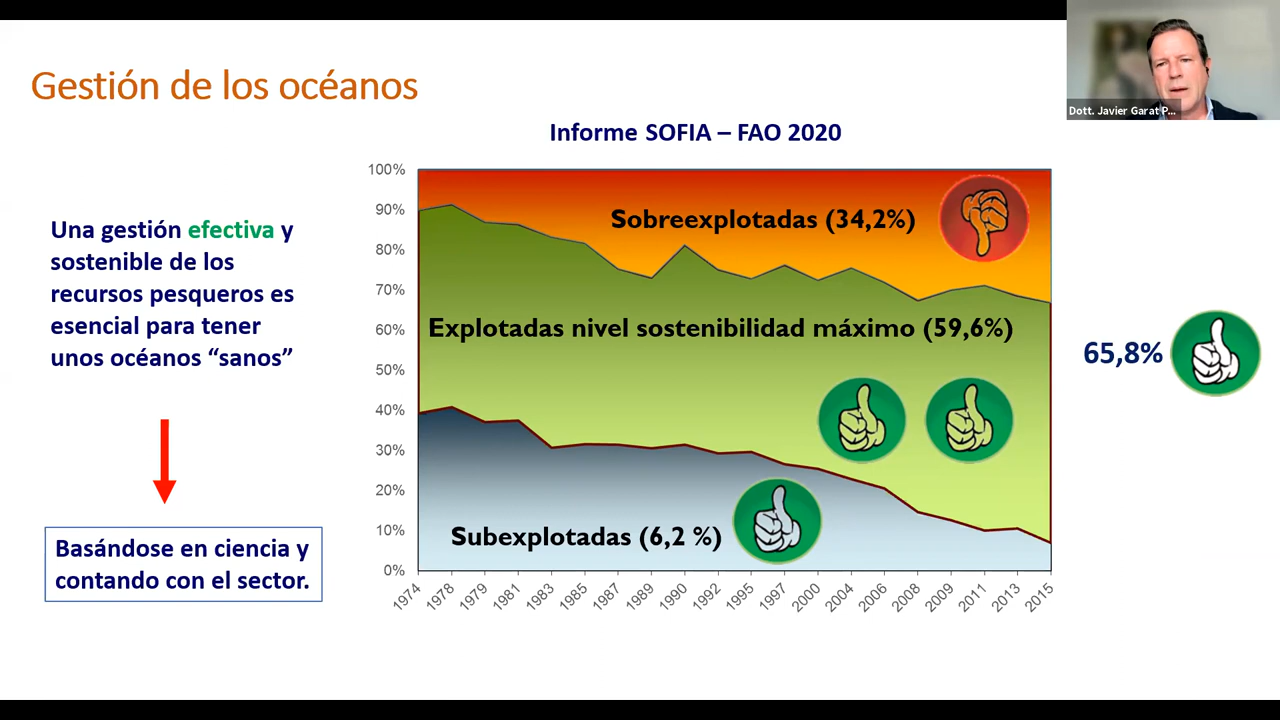 Gestión de los océanos
Dott. Javier Garat P...
Informe SOFIA – FAO 2020
Una gestión efectiva y
sostenible de los
recursos pesqueros es
esencial para tener
unos océanos “sanos”
Basándose en ciencia y
contando con el sector.
100%
90%
80%
70%
60%
50%
40%
30%
20%
10%
0%
Sobreexplotadas (34,2%)
Explotadas nivel sostenibilidad máximo (59,6%)
Subexplotadas (6,2 %)
1974
1978
1979
1981
1983
1985
1987
1989
1990
1992
1995
1997
2000
2004
2006
2008
2009
2011
2013
2015
65,8%